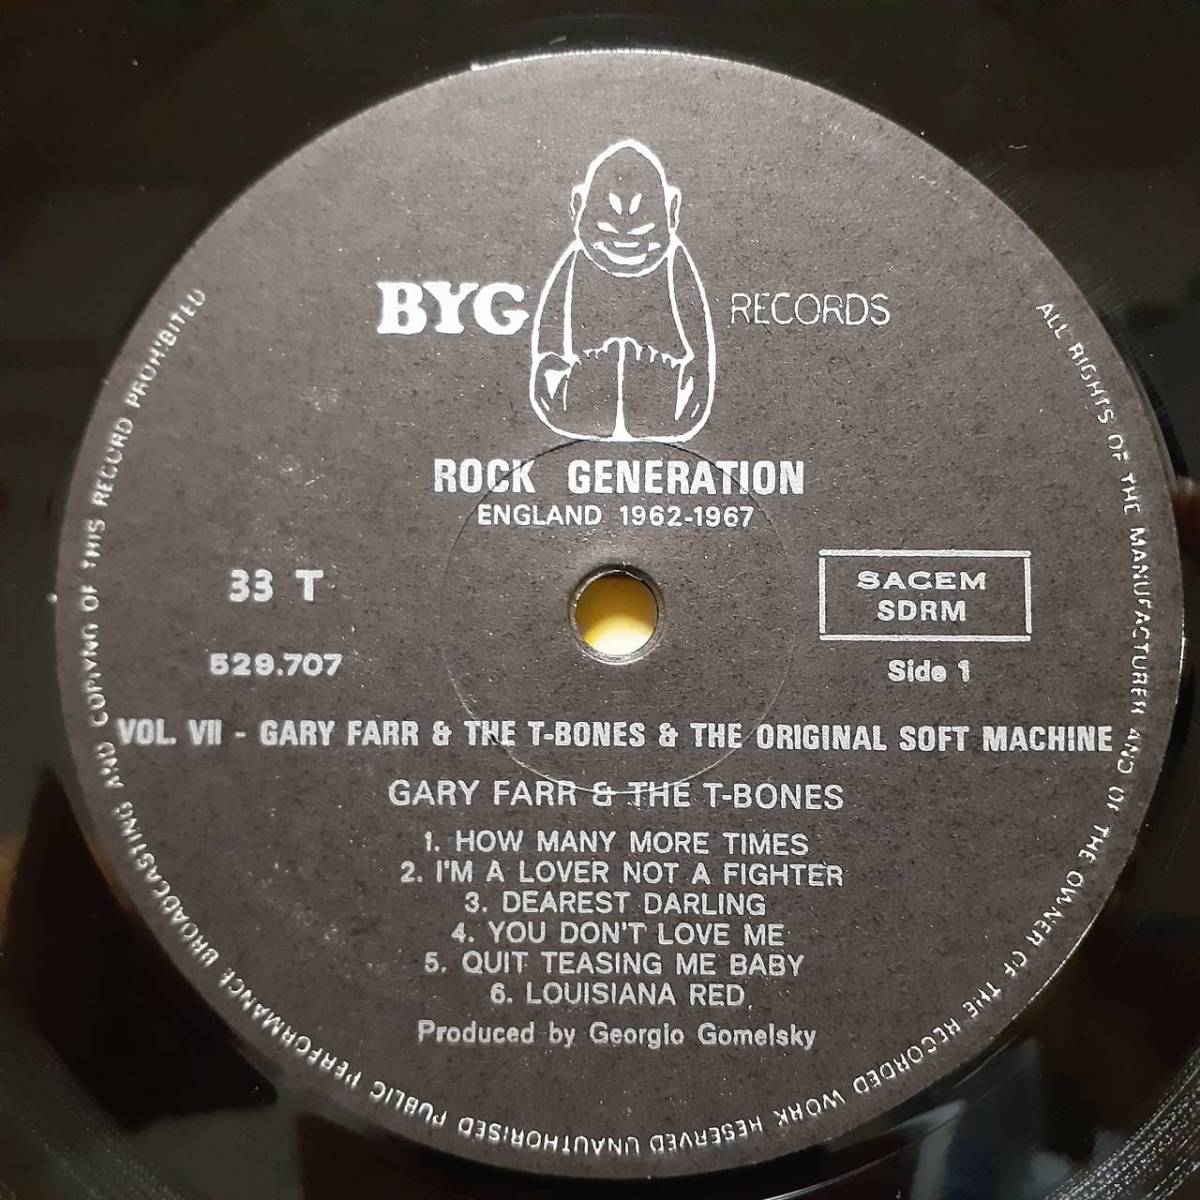 BYG RECORDS
ROCK GENERATION
ENGLAND 1962-1967
33 T
529.707
SACEM
SDRM
Side 1
VOL. VII - GARY FARR & THE T-BONES & THE ORIGINAL SOFT MACHINE
GARY FARR & THE T-BONES
1. HOW MANY MORE TIMES
2. I'M A LOVER NOT A FIGHTER
3. DEAREST DARLING
4. YOU DON'T LOVE ME
5. QUIT TEASING ME BABY
6. LOUISIANA RED
Produced by Georgio Gomelsky
ALL RIGHTS OF THE MANUFACTURER AND OF THE OWNER OF THE RECORDED WORK RESERVED UNAUTHORISED PUBLIC PERFORMANCE BROADCASTING AND COPYNG OF THIS RECORD PROHIBITED